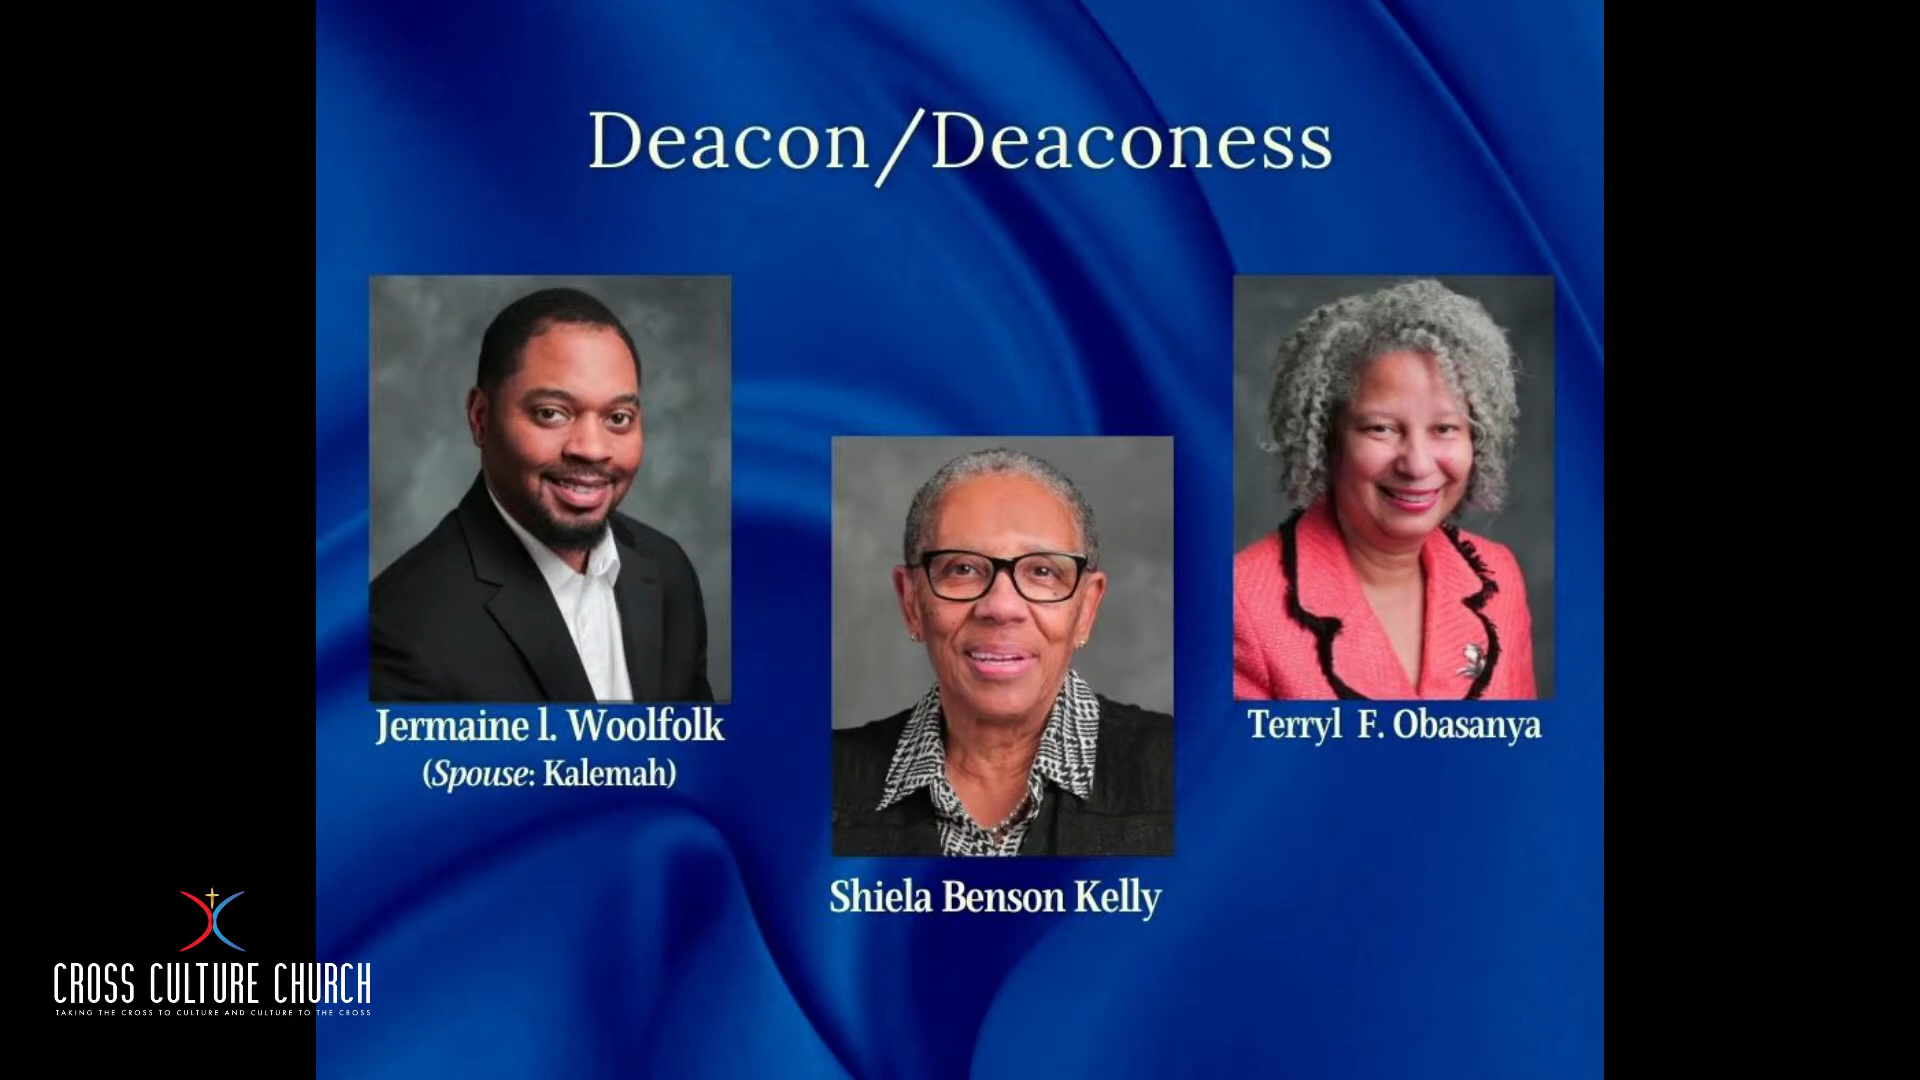 Deacon/Deaconess
Jermaine l. Woolfolk
(Spouse: Kalemah)
Terryl F. Obasanya
Shiela Benson Kelly
CROSS CULTURE CHURCH
TAKING THE CROSS TO CULTURE AND CULTURE TO THE CROSS